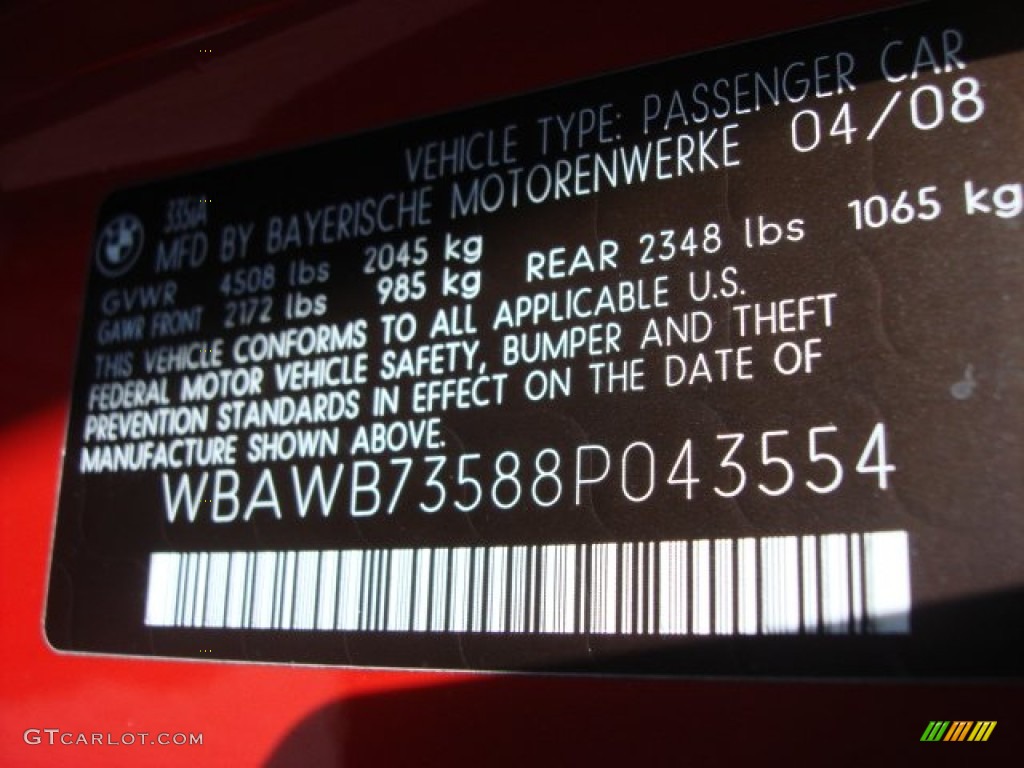 VEHICLE TYPE: PASSENGER CAR
335iA
MFD BY BAYERISCHE MOTORENWERKE 04/08
GVWR 4508 lbs 2045 kg
GAWR FRONT 2172 lbs 985 kg REAR 2348 lbs 1065 kg
THIS VEHICLE CONFORMS TO ALL APPLICABLE U.S.
FEDERAL MOTOR VEHICLE SAFETY, BUMPER AND THEFT
PREVENTION STANDARDS IN EFFECT ON THE DATE OF
MANUFACTURE SHOWN ABOVE.
WBAWB73588P043554
GTCARLOT.COM